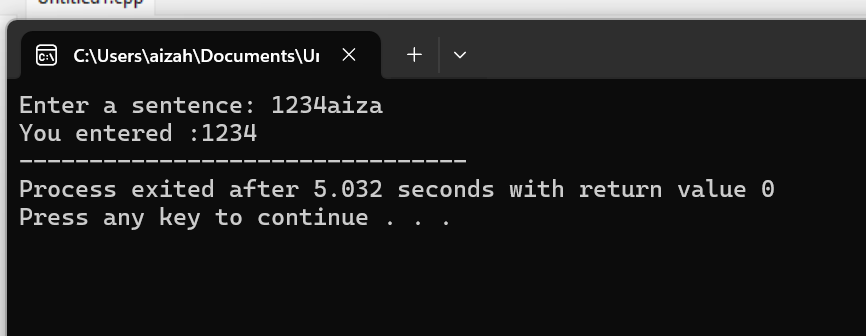 Untitled1.cpp
C:\Users\aizah\Documents\Ui
Enter a sentence: 1234aiza
You entered :1234
--------------------------------
Process exited after 5.032 seconds with return value 0
Press any key to continue . . .